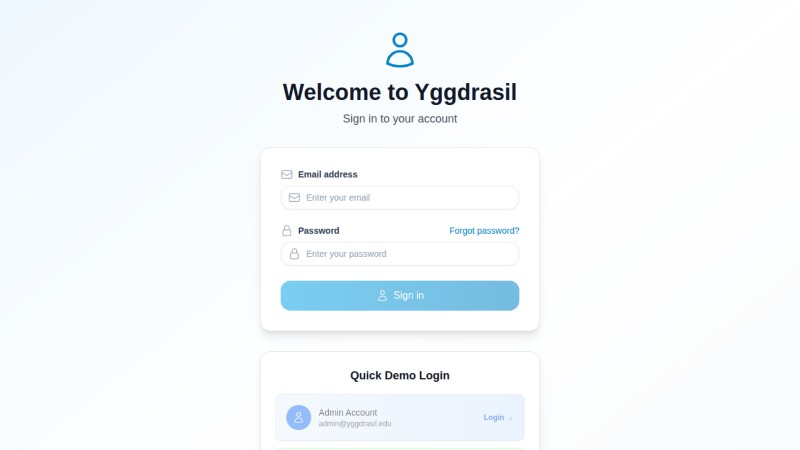 Welcome to Yggdrasil
Sign in to your account
Email address
Enter your email
Password
Forgot password?
Enter your password
Sign in
Quick Demo Login
Admin Account
admin@yggdrasil.edu
Login →